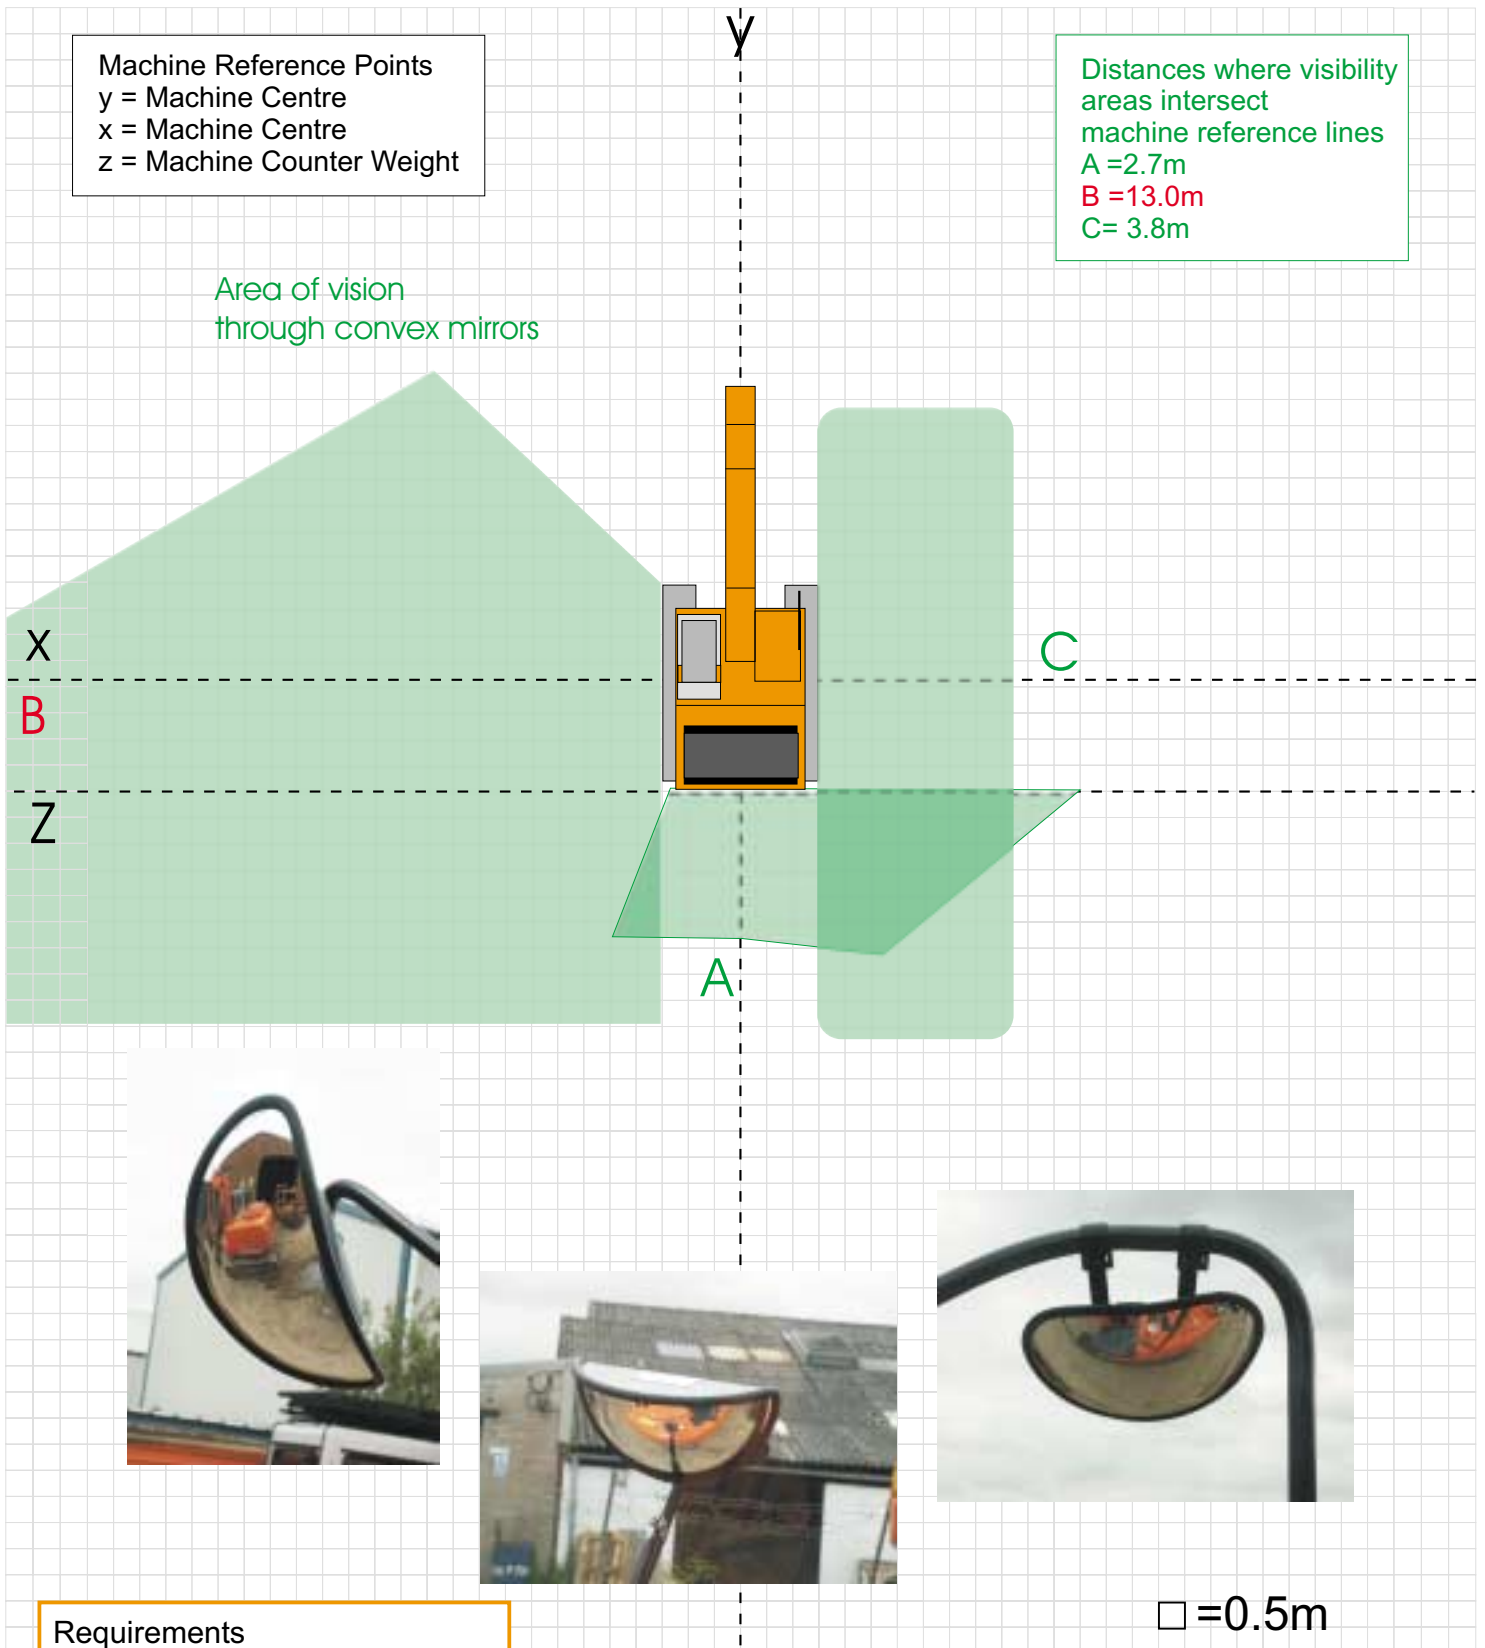 y
Machine Reference Points
y = Machine Centre
x = Machine Centre
z = Machine Counter Weight
Distances where visibility
areas intersect
machine reference lines
A =2.7m
B =13.0m
C= 3.8m
Area of vision
through convex mirrors
x
C
B
Z
A
=0.5m
Requirements